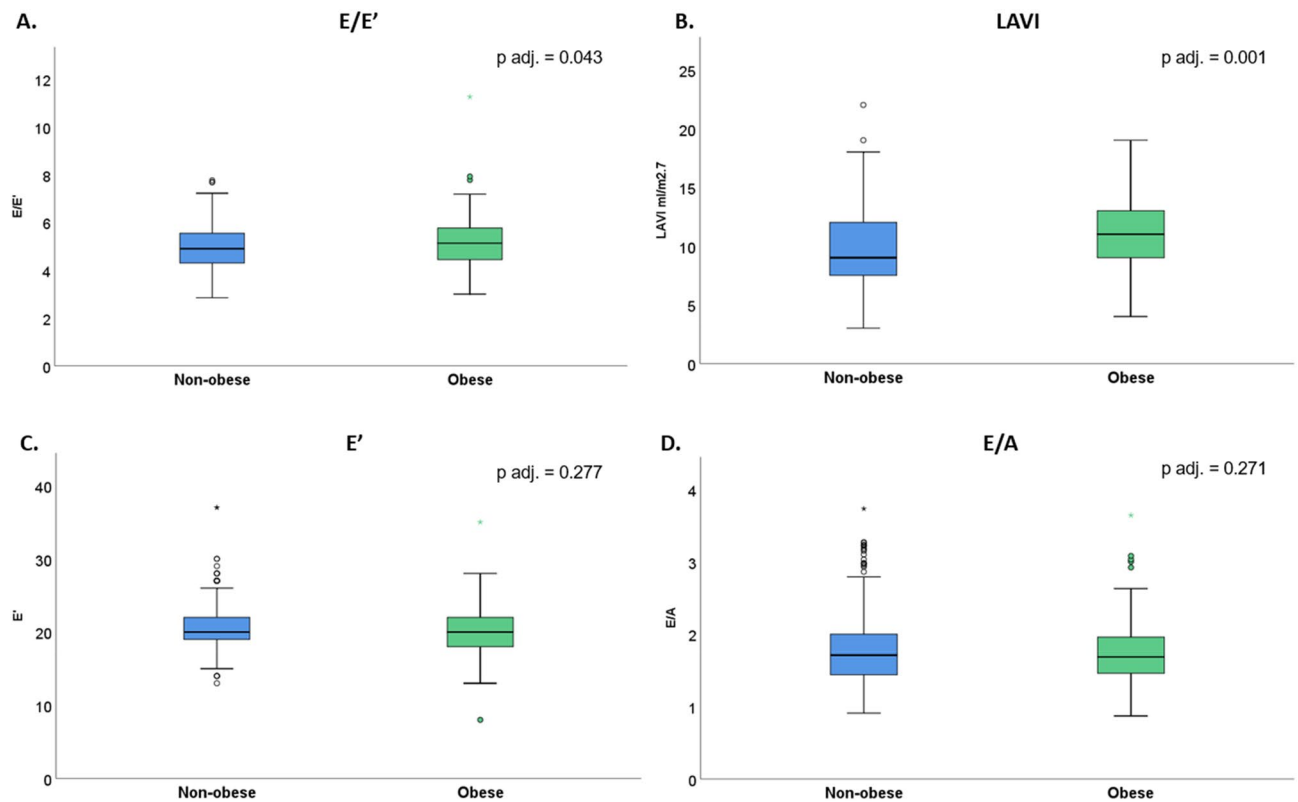 A. E/E’
p adj. = 0.043
12
10
8
6
4
2
0
E/E'
Non-obese Obese
B. LAVI
p adj. = 0.001
25
20
15
10
5
0
LAVI ml/m2.7
Non-obese Obese
C. E’
p adj. = 0.277
40
30
20
10
0
E'
Non-obese Obese
D. E/A
p adj. = 0.271
4
3
2
1
0
E/A
Non-obese Obese